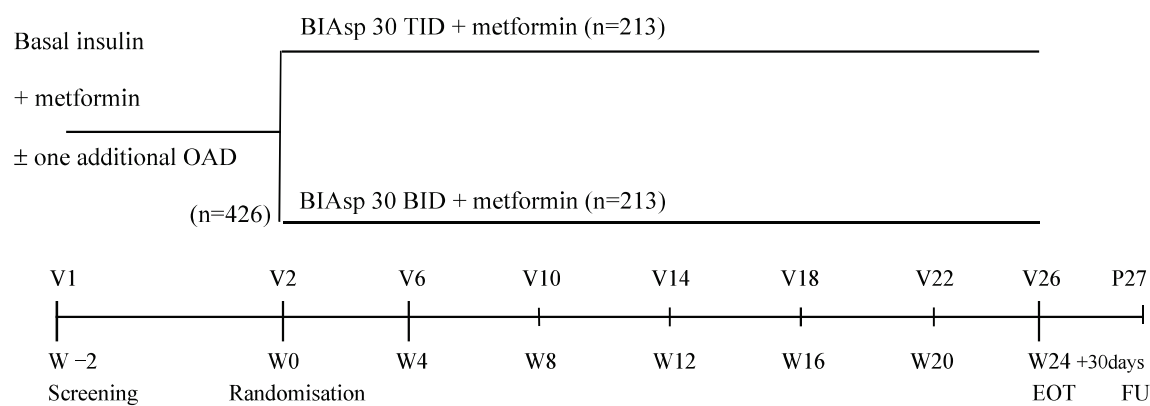 BIAsp 30 TID + metformin (n=213)
Basal insulin
+ metformin
± one additional OAD
(n=426)
BIAsp 30 BID + metformin (n=213)
V1 V2 V6 V10 V14 V18 V22 V26 P27
W −2 W0 W4 W8 W12 W16 W20 W24 +30days
Screening Randomisation EOT FU